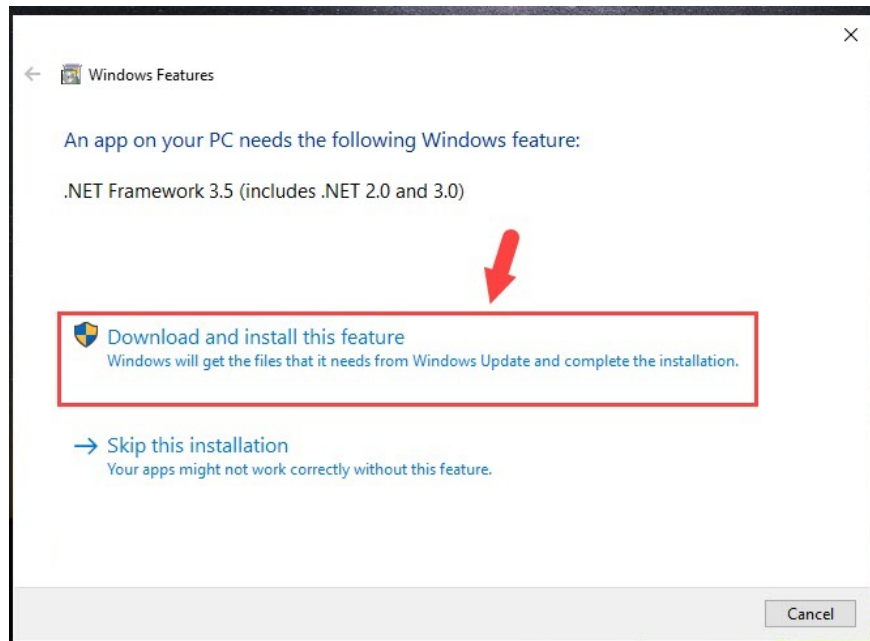 Windows Features
An app on your PC needs the following Windows feature:
.NET Framework 3.5 (includes .NET 2.0 and 3.0)
Download and install this feature
Windows will get the files that it needs from Windows Update and complete the installation.
Skip this installation
Your apps might not work correctly without this feature.
Cancel